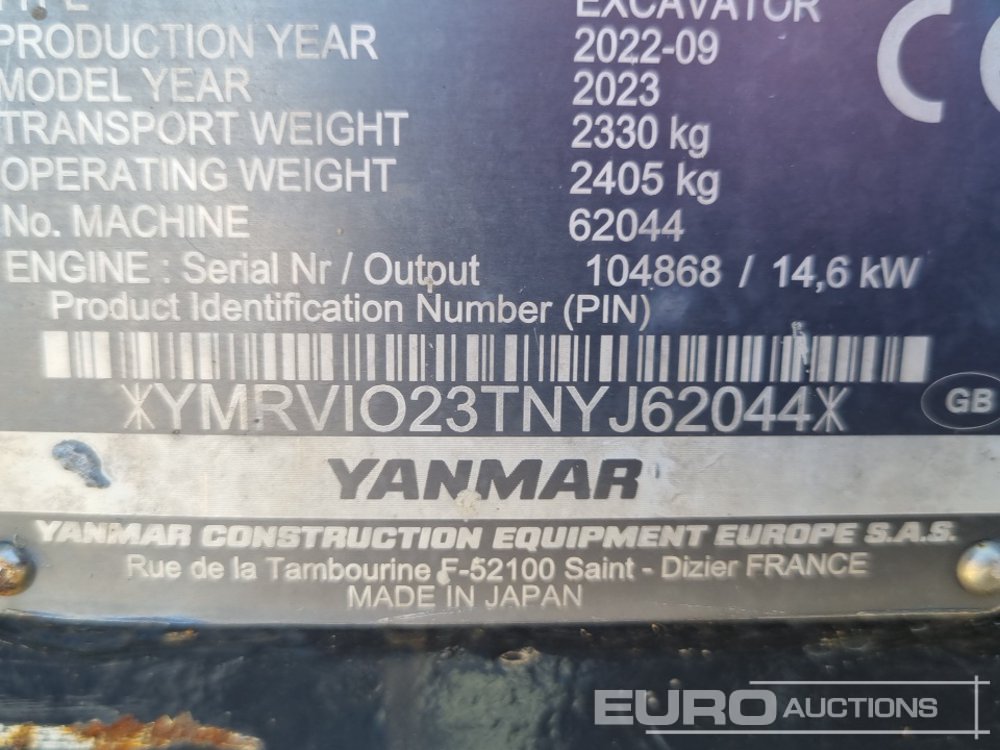 TYPE EXCAVATOR
PRODUCTION YEAR 2022-09
MODEL YEAR 2023
TRANSPORT WEIGHT 2330 kg
OPERATING WEIGHT 2405 kg
No. MACHINE 62044
ENGINE : Serial Nr / Output 104868 / 14,6 kW
Product Identification Number (PIN)
YMRVIO23TNYJ62044
GB
YANMAR
YANMAR CONSTRUCTION EQUIPMENT EUROPE S.A.S.
Rue de la Tambourine F-52100 Saint - Dizier FRANCE
MADE IN JAPAN
EURO AUCTIONS